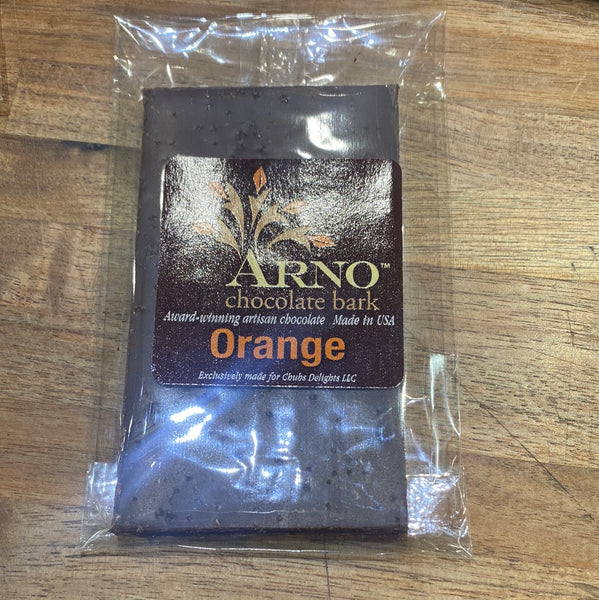 ARNO™
chocolate bark
Award-winning artisan chocolate Made in USA
Orange
Exclusively made for Chubs Delights LLC